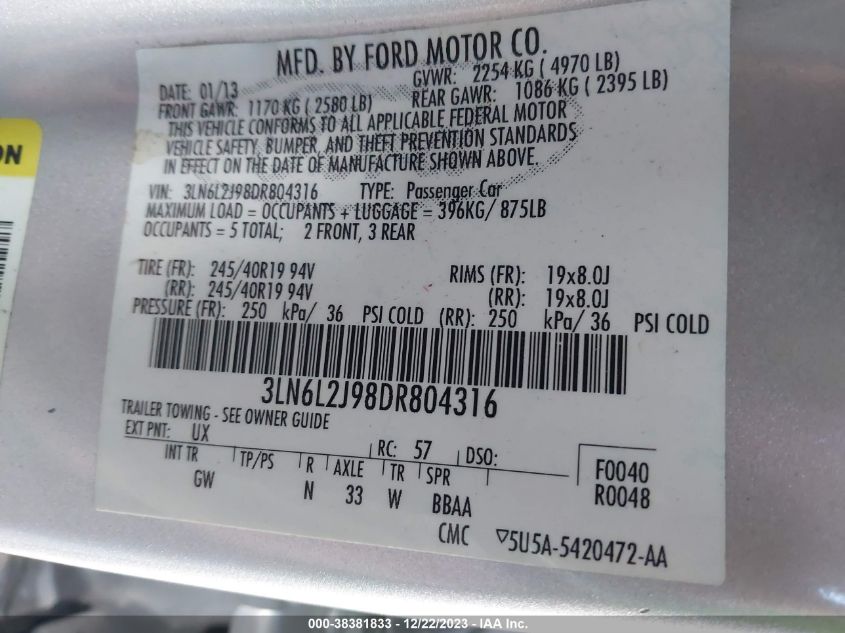 ON
MFD. BY FORD MOTOR CO.
DATE: 01/13 GVWR: 2254 KG ( 4970 LB)
FRONT GAWR: 1170 KG ( 2580 LB) REAR GAWR: 1086 KG ( 2395 LB)
THIS VEHICLE CONFORMS TO ALL APPLICABLE FEDERAL MOTOR
VEHICLE SAFETY, BUMPER, AND THEFT PREVENTION STANDARDS
IN EFFECT ON THE DATE OF MANUFACTURE SHOWN ABOVE.
VIN: 3LN6L2J98DR804316 TYPE: Passenger Car
MAXIMUM LOAD = OCCUPANTS + LUGGAGE = 396KG/ 875LB
OCCUPANTS = 5 TOTAL; 2 FRONT, 3 REAR
TIRE (FR): 245/40R19 94V RIMS (FR): 19x8.0J
(RR): 245/40R19 94V (RR): 19x8.0J
PRESSURE (FR): 250 kPa/ 36 PSI COLD (RR): 250 kPa/ 36 PSI COLD
3LN6L2J98DR804316
TRAILER TOWING - SEE OWNER GUIDE
EXT PNT: UX RC: 57 DSO:
INT TR TP/PS R AXLE TR SPR F0040
GW N 33 W BBAA R0048
CMC ▽5U5A-5420472-AA
000-38381833 - 12/22/2023 - IAA Inc.